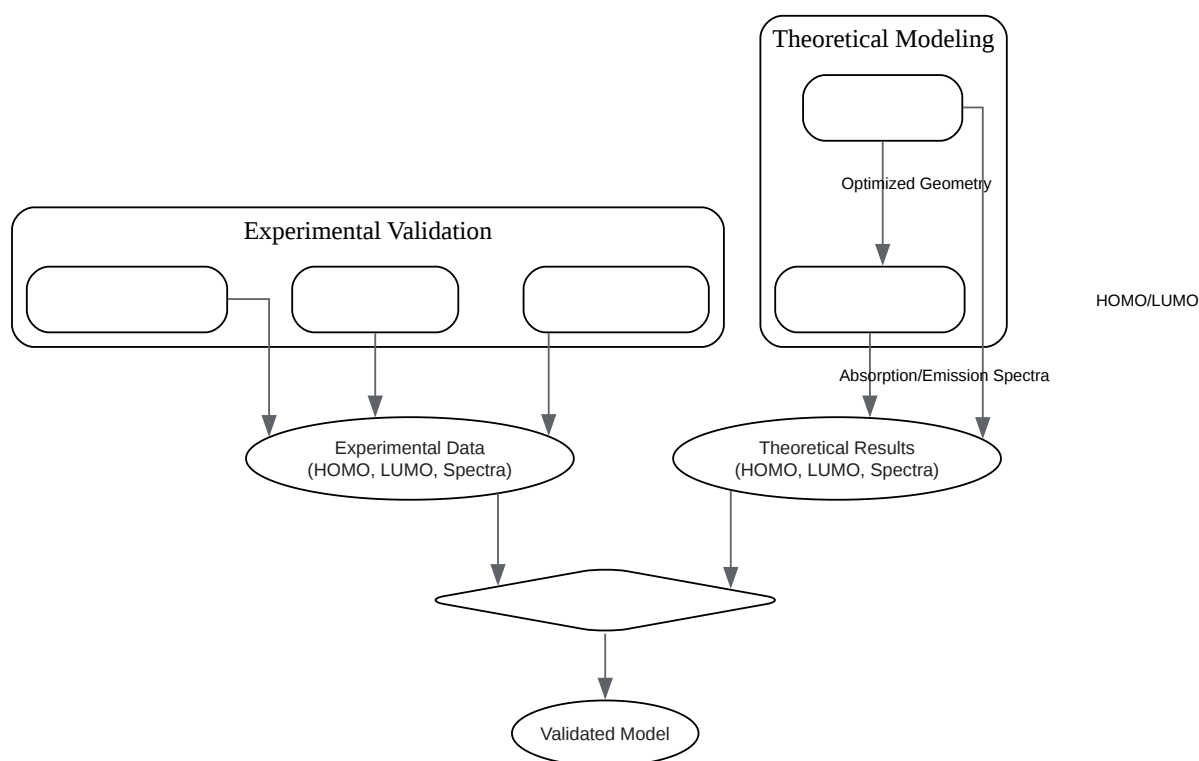 Theoretical Modeling
Optimized Geometry
Experimental Validation
HOMO/LUMO
Absorption/Emission Spectra
Experimental Data
(HOMO, LUMO, Spectra)
Theoretical Results
(HOMO, LUMO, Spectra)
Validated Model